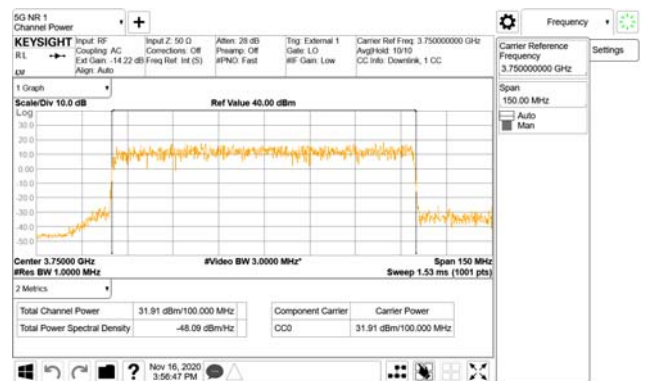 5G NR 1
Channel Power
Frequency
KEYSIGHT
RL
Input: RF
Coupling: AC
Ext Gain: -14.22 dB
Align: Auto
Input Z: 50 Ω
Corrections: Off
Freq Ref: Int (S)
Atten: 28 dB
Preamp: Off
#PNO: Fast
Trig: External 1
Gate: LO
#IF Gain: Low
Carrier Ref Freq: 3.750000000 GHz
Avg|Hold: 10/10
CC Info: Downlink, 1 CC
Carrier Reference
Frequency
3.750000000 GHz
Settings
Span
150.00 MHz
Auto
Man
1 Graph
Scale/Div 10.0 dB
Ref Value 40.00 dBm
Log
30.0
20.0
10.0
0.00
-10.0
-20.0
-30.0
-40.0
-50.0
Center 3.75000 GHz
#Video BW 3.0000 MHz*
Span 150 MHz
#Res BW 1.0000 MHz
Sweep 1.53 ms (1001 pts)
2 Metrics
Total Channel Power
31.91 dBm/100.000 MHz
Total Power Spectral Density
-48.09 dBm/Hz
Component Carrier
Carrier Power
CC0
31.91 dBm/100.000 MHz
?
Nov 16, 2020
3:56:47 PM